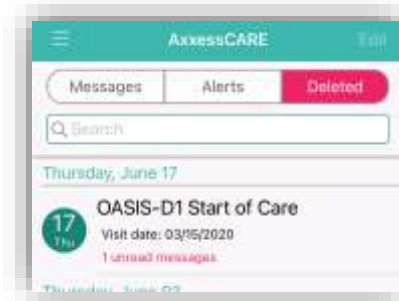 AxxessCARE Edit
Messages Alerts Deleted
Search
Thursday, June 17
17
Thu
OASIS-D1 Start of Care
Visit date: 03/15/2020
1 unread messages